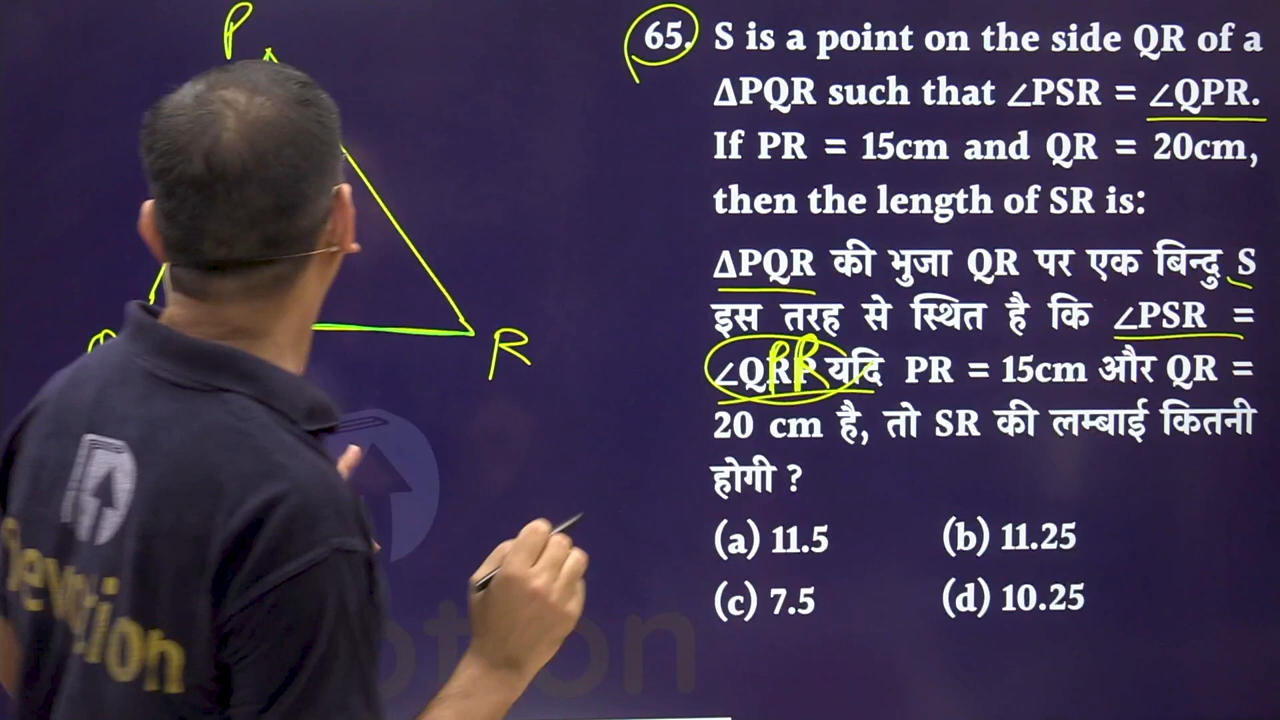 P
R
65. S is a point on the side QR of a
ΔPQR such that ∠PSR = ∠QPR.
If PR = 15cm and QR = 20cm,
then the length of SR is:
ΔPQR की भुजा QR पर एक बिन्दु S
इस तरह से स्थित है कि ∠PSR =
∠QRP यदि PR = 15cm और QR =
20 cm है, तो SR की लम्बाई कितनी
होगी ?
(a) 11.5 (b) 11.25
(c) 7.5 (d) 10.25